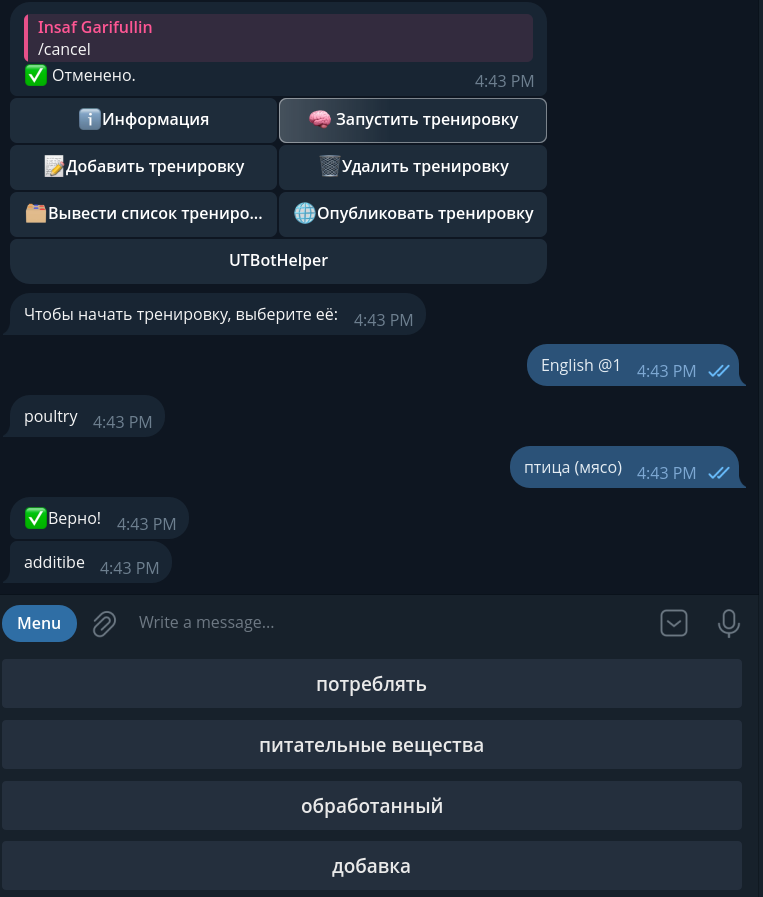 Insaf Garifullin
/cancel
✅ Отменено.
4:43 PM
ℹ️Информация
🧠 Запустить тренировку
📝Добавить тренировку
🗑Удалить тренировку
🗂Вывести список трениро...
🌐Опубликовать тренировку
UTBotHelper
Чтобы начать тренировку, выберите её: 4:43 PM
English @1 4:43 PM
poultry 4:43 PM
птица (мясо) 4:43 PM
✅Верно! 4:43 PM
additibe 4:43 PM
Menu
Write a message...
потреблять
питательные вещества
обработанный
добавка